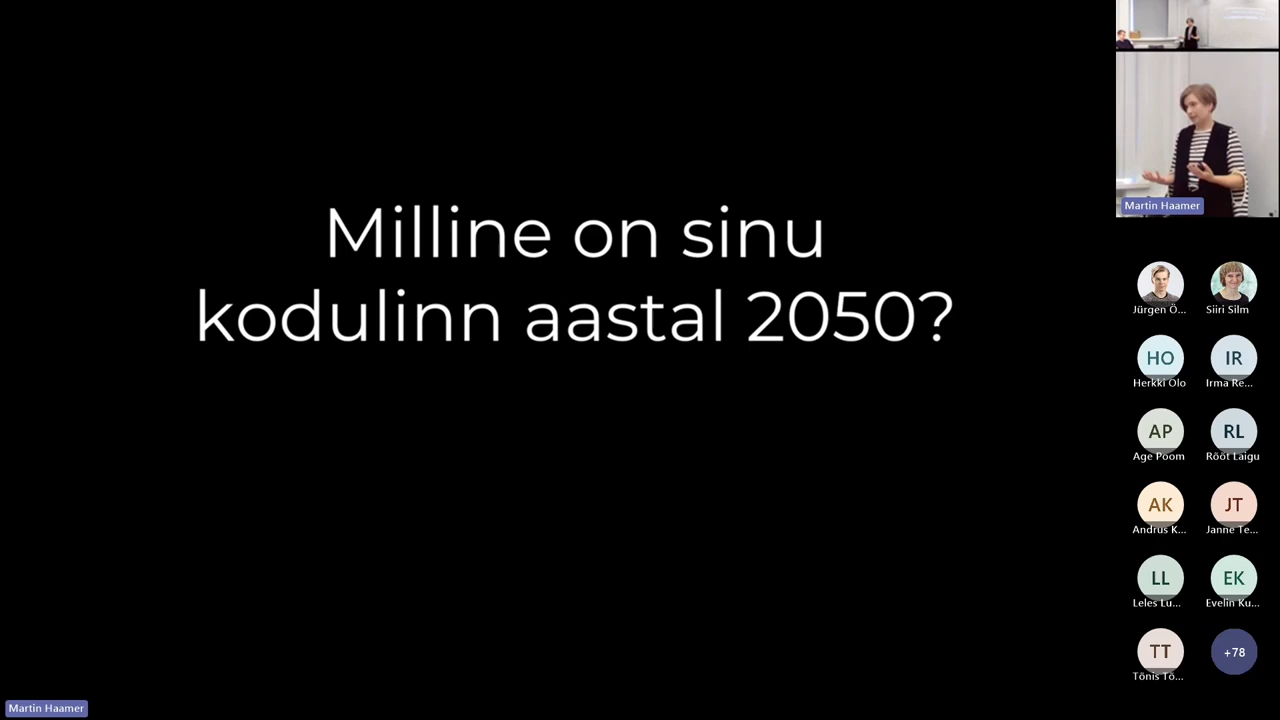 Milline on sinu
kodulinn aastal 2050?
Martin Haamer
Jürgen Ö...
Siiri Silm
HO
Herkki Olo
IR
Irma Re...
AP
Age Poom
RL
Rööt Laigu
AK
Andrus K...
JT
Janne Te...
LL
Leles Lu...
EK
Evelin Ku...
TT
Tõnis Tõ...
+78
Martin Haamer